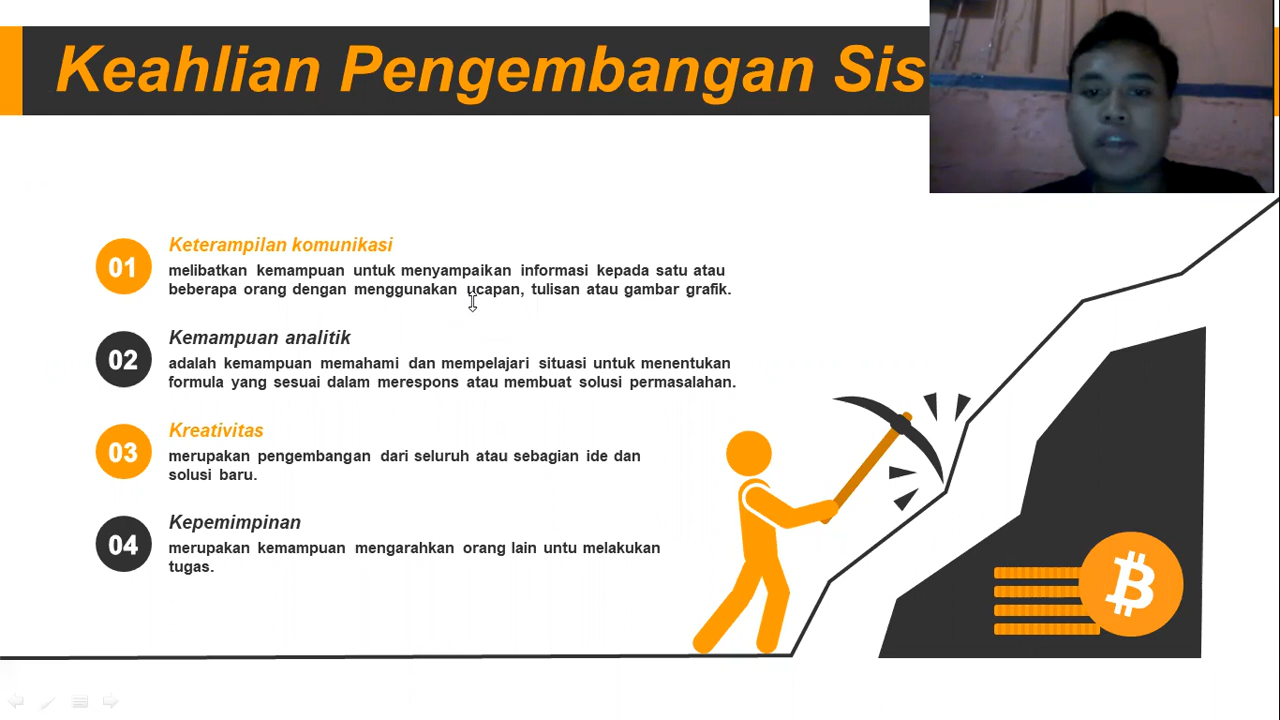 Keahlian Pengembangan Sis
01
Keterampilan komunikasi
melibatkan kemampuan untuk menyampaikan informasi kepada satu atau
beberapa orang dengan menggunakan ucapan, tulisan atau gambar grafik.
02
Kemampuan analitik
adalah kemampuan memahami dan mempelajari situasi untuk menentukan
formula yang sesuai dalam merespons atau membuat solusi permasalahan.
03
Kreativitas
merupakan pengembangan dari seluruh atau sebagian ide dan
solusi baru.
04
Kepemimpinan
merupakan kemampuan mengarahkan orang lain untu melakukan
tugas.